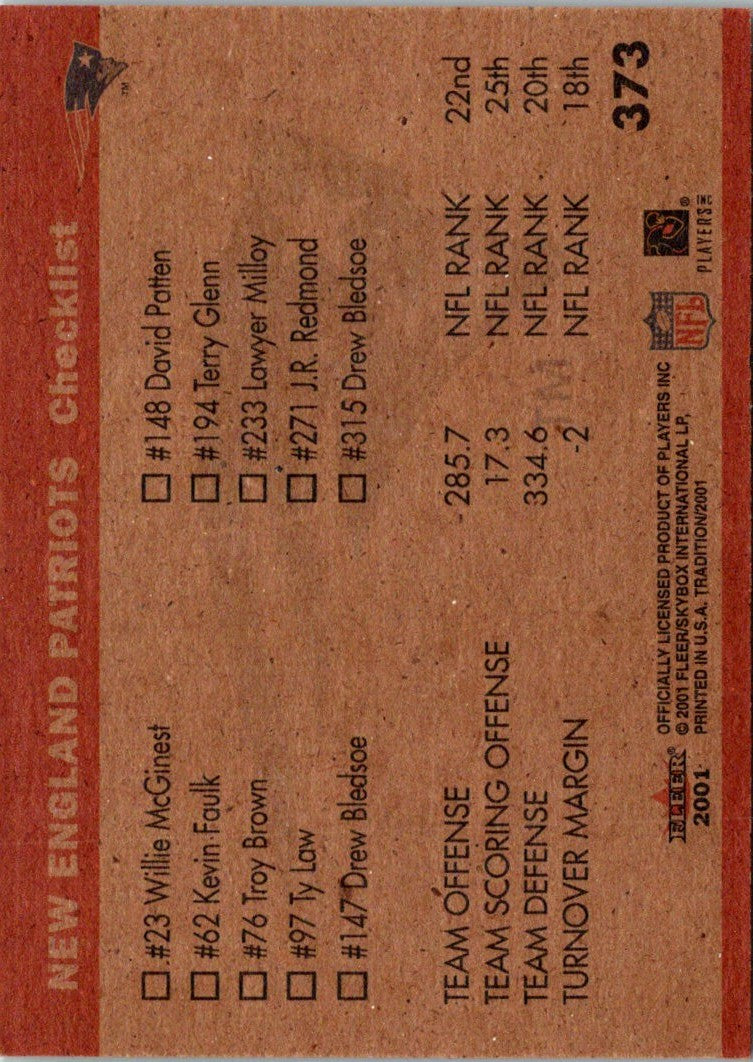 NEW ENGLAND PATRIOTS Checklist
TM
#23 Willie McGinest
#62 Kevin Faulk
#76 Troy Brown
#97 Ty Law
#147 Drew Bledsoe
#148 David Patten
#194 Terry Glenn
#233 Lawyer Milloy
#271 J.R. Redmond
#315 Drew Bledsoe
TEAM OFFENSE 285.7 NFL RANK 22nd
TEAM SCORING OFFENSE 17.3 NFL RANK 25th
TEAM DEFENSE 334.6 NFL RANK 20th
TURNOVER MARGIN -2 NFL RANK 18th
FLEER®
2001
OFFICIALLY LICENSED PRODUCT OF PLAYERS INC
© 2001 FLEER/SKYBOX INTERNATIONAL LP,
PRINTED IN U.S.A. TRADITION/2001
NFL
®
PLAYERS INC
373